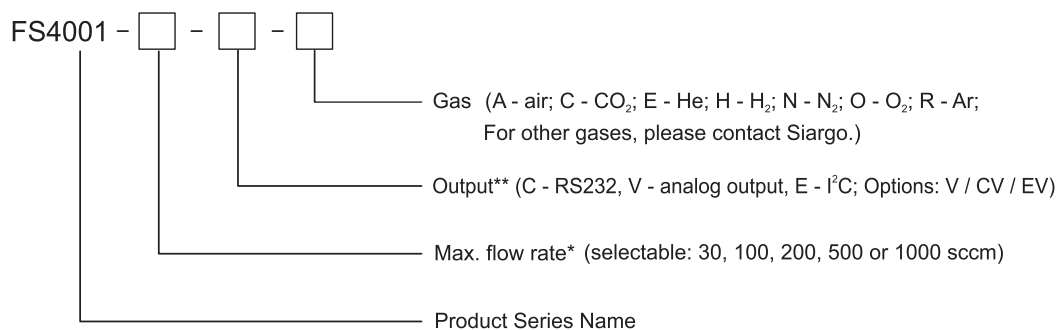 FS4001 - □ - □ - □
Gas (A - air; C - CO₂; E - He; H - H₂; N - N₂; O - O₂; R - Ar;
For other gases, please contact Siargo.)
Output** (C - RS232, V - analog output, E - I²C; Options: V / CV / EV)
Max. flow rate* (selectable: 30, 100, 200, 500 or 1000 sccm)
Product Series Name